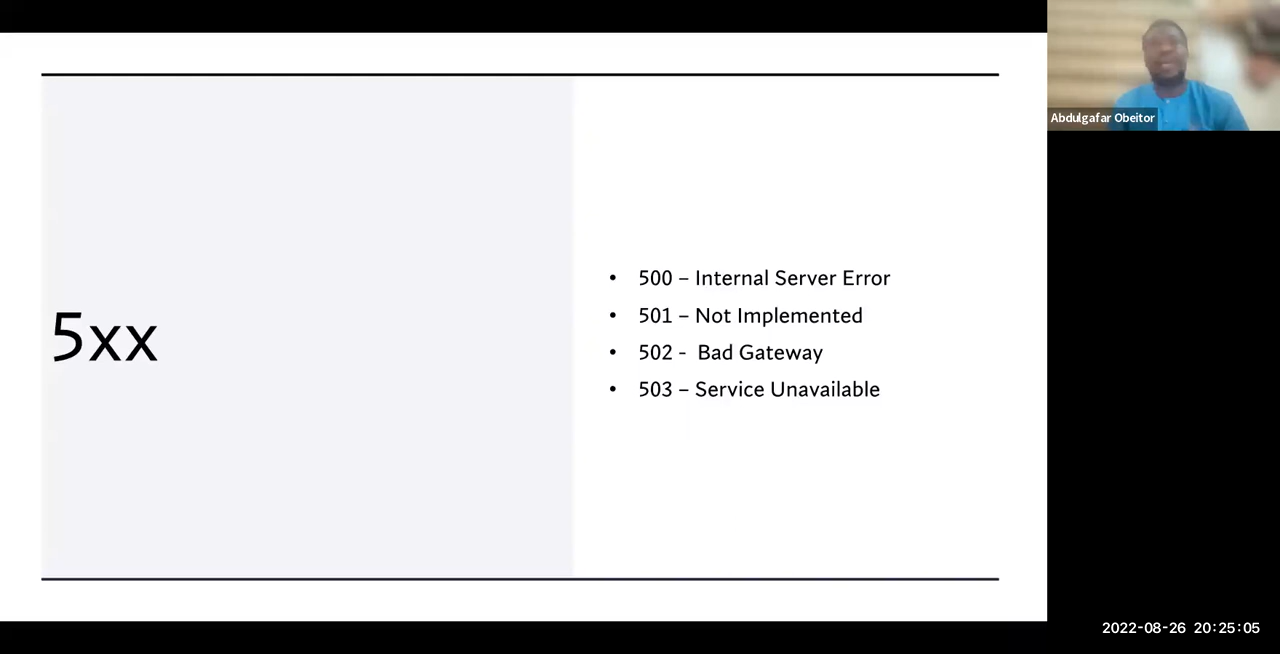 5xx
• 500 – Internal Server Error
• 501 – Not Implemented
• 502 - Bad Gateway
• 503 – Service Unavailable
Abdulgafar Obeitor
2022-08-26 20:25:05